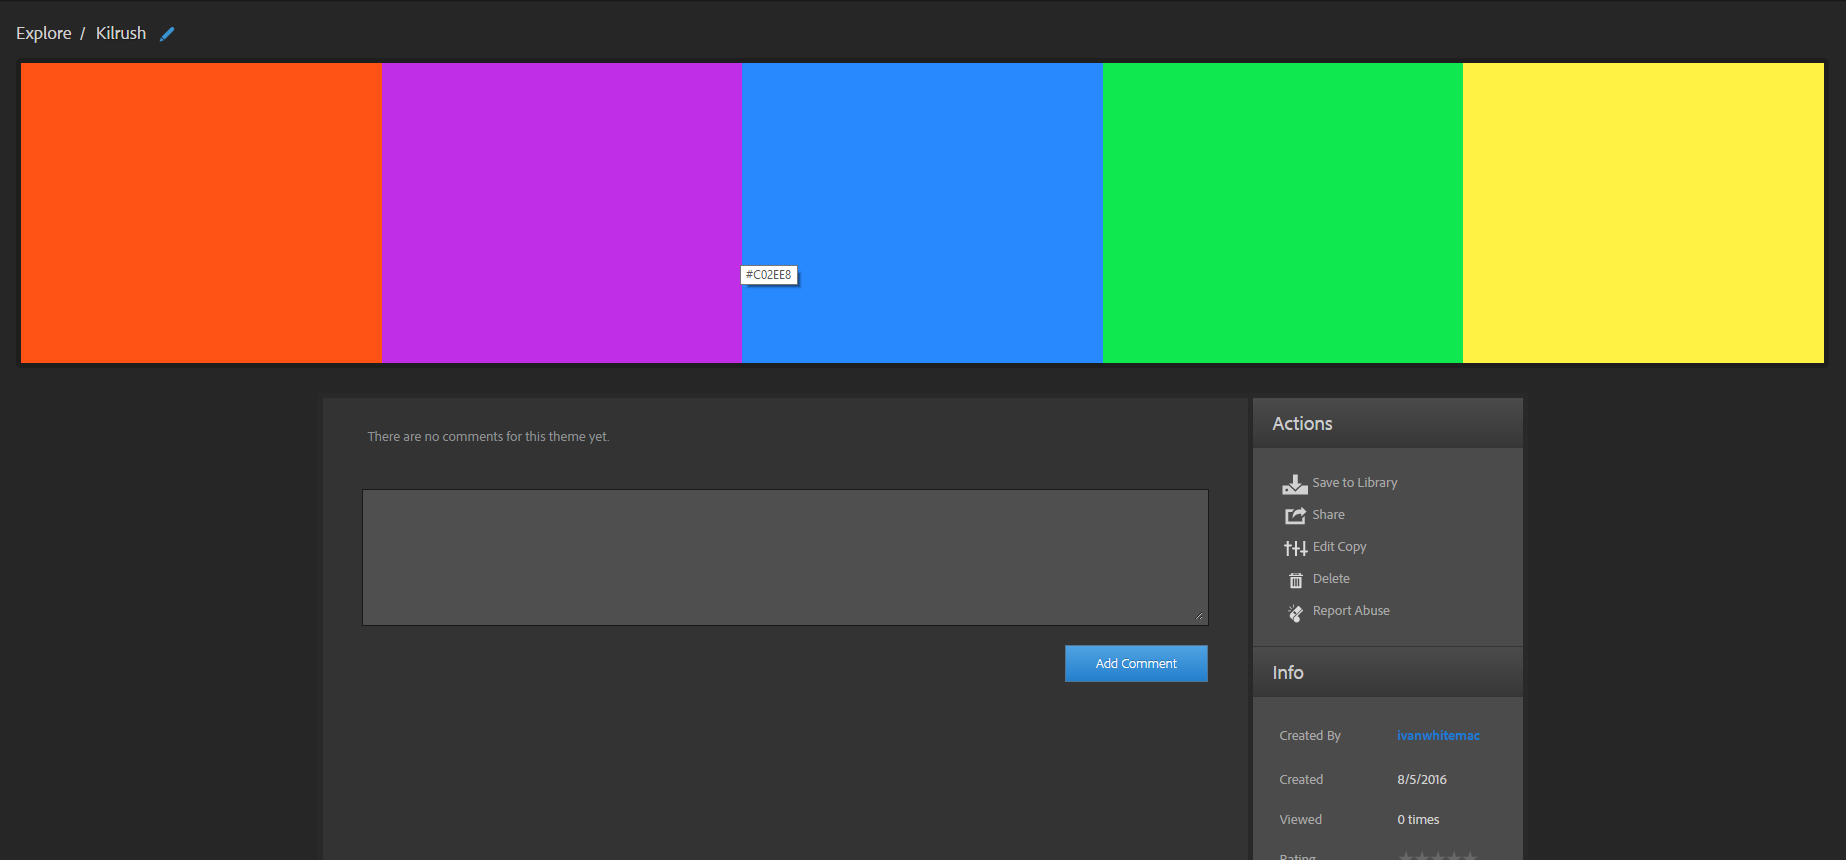 Explore / Kilrush
#C02EE8
There are no comments for this theme yet.
Add Comment
Actions
Save to Library
Share
Edit Copy
Delete
Report Abuse
Info
Created By ivanwhitemac
Created 8/5/2016
Viewed 0 times
Rating